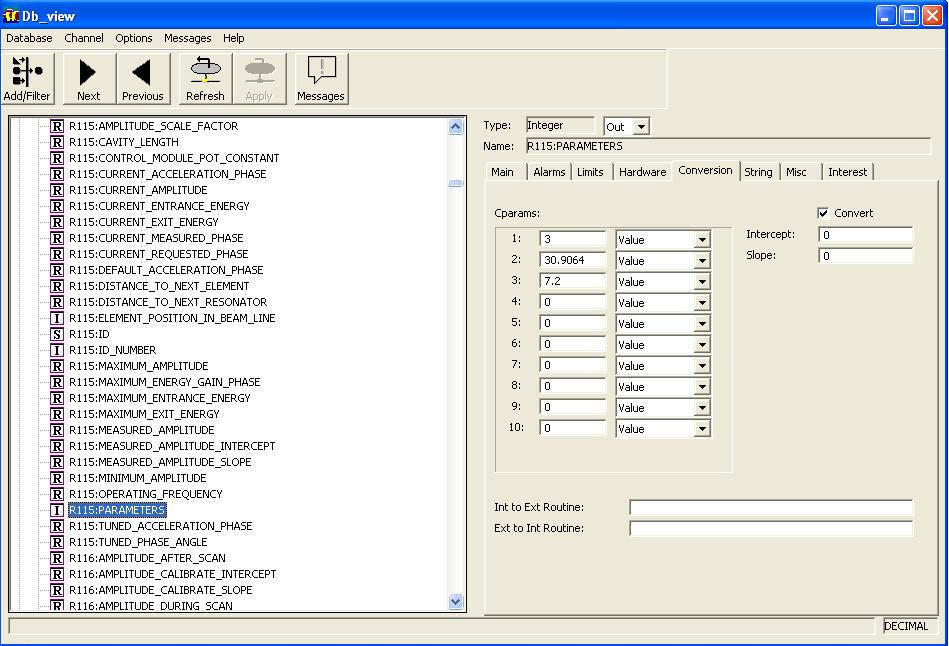 Db_view
Database Channel Options Messages Help
Add/Filter Next Previous Refresh Apply Messages
R R115:AMPLITUDE_SCALE_FACTOR
R R115:CAVITY_LENGTH
R R115:CONTROL_MODULE_POT_CONSTANT
R R115:CURRENT_ACCELERATION_PHASE
R R115:CURRENT_AMPLITUDE
R R115:CURRENT_ENTRANCE_ENERGY
R R115:CURRENT_EXIT_ENERGY
R R115:CURRENT_MEASURED_PHASE
R R115:CURRENT_REQUESTED_PHASE
R R115:DEFAULT_ACCELERATION_PHASE
R R115:DISTANCE_TO_NEXT_ELEMENT
R R115:DISTANCE_TO_NEXT_RESONATOR
I R115:ELEMENT_POSITION_IN_BEAM_LINE
S R115:ID
I R115:ID_NUMBER
R R115:MAXIMUM_AMPLITUDE
R R115:MAXIMUM_ENERGY_GAIN_PHASE
R R115:MAXIMUM_ENTRANCE_ENERGY
R R115:MAXIMUM_EXIT_ENERGY
R R115:MEASURED_AMPLITUDE
R R115:MEASURED_AMPLITUDE_INTERCEPT
R R115:MEASURED_AMPLITUDE_SLOPE
R R115:MINIMUM_AMPLITUDE
R R115:OPERATING_FREQUENCY
I R115:PARAMETERS
R R115:TUNED_ACCELERATION_PHASE
R R115:TUNED_PHASE_ANGLE
R R116:AMPLITUDE_AFTER_SCAN
R R116:AMPLITUDE_CALIBRATE_INTERCEPT
R R116:AMPLITUDE_CALIBRATE_SLOPE
R R116:AMPLITUDE_DURING_SCAN
Type: Integer Out
Name: R115:PARAMETERS
Main Alarms Limits Hardware Conversion String Misc Interest
Cparams:
1: 3 Value
2: 30.9064 Value
3: 7.2 Value
4: 0 Value
5: 0 Value
6: 0 Value
7: 0 Value
8: 0 Value
9: 0 Value
10: 0 Value
Convert
Intercept: 0
Slope: 0
Int to Ext Routine:
Ext to Int Routine:
DECIMAL